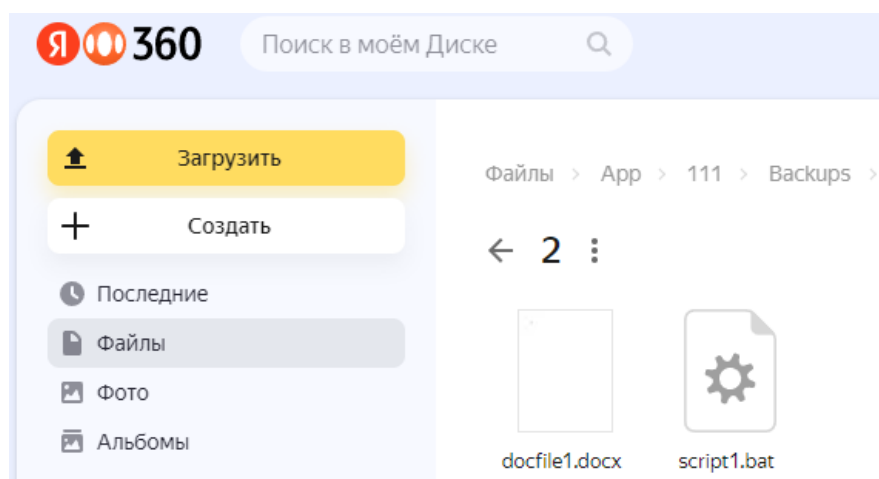 Я 360
Поиск в моём Диске
Загрузить
Создать
Последние
Файлы
Фото
Альбомы
Файлы > App > 111 > Backups >
← 2 ⋮
docfile1.docx
script1.bat